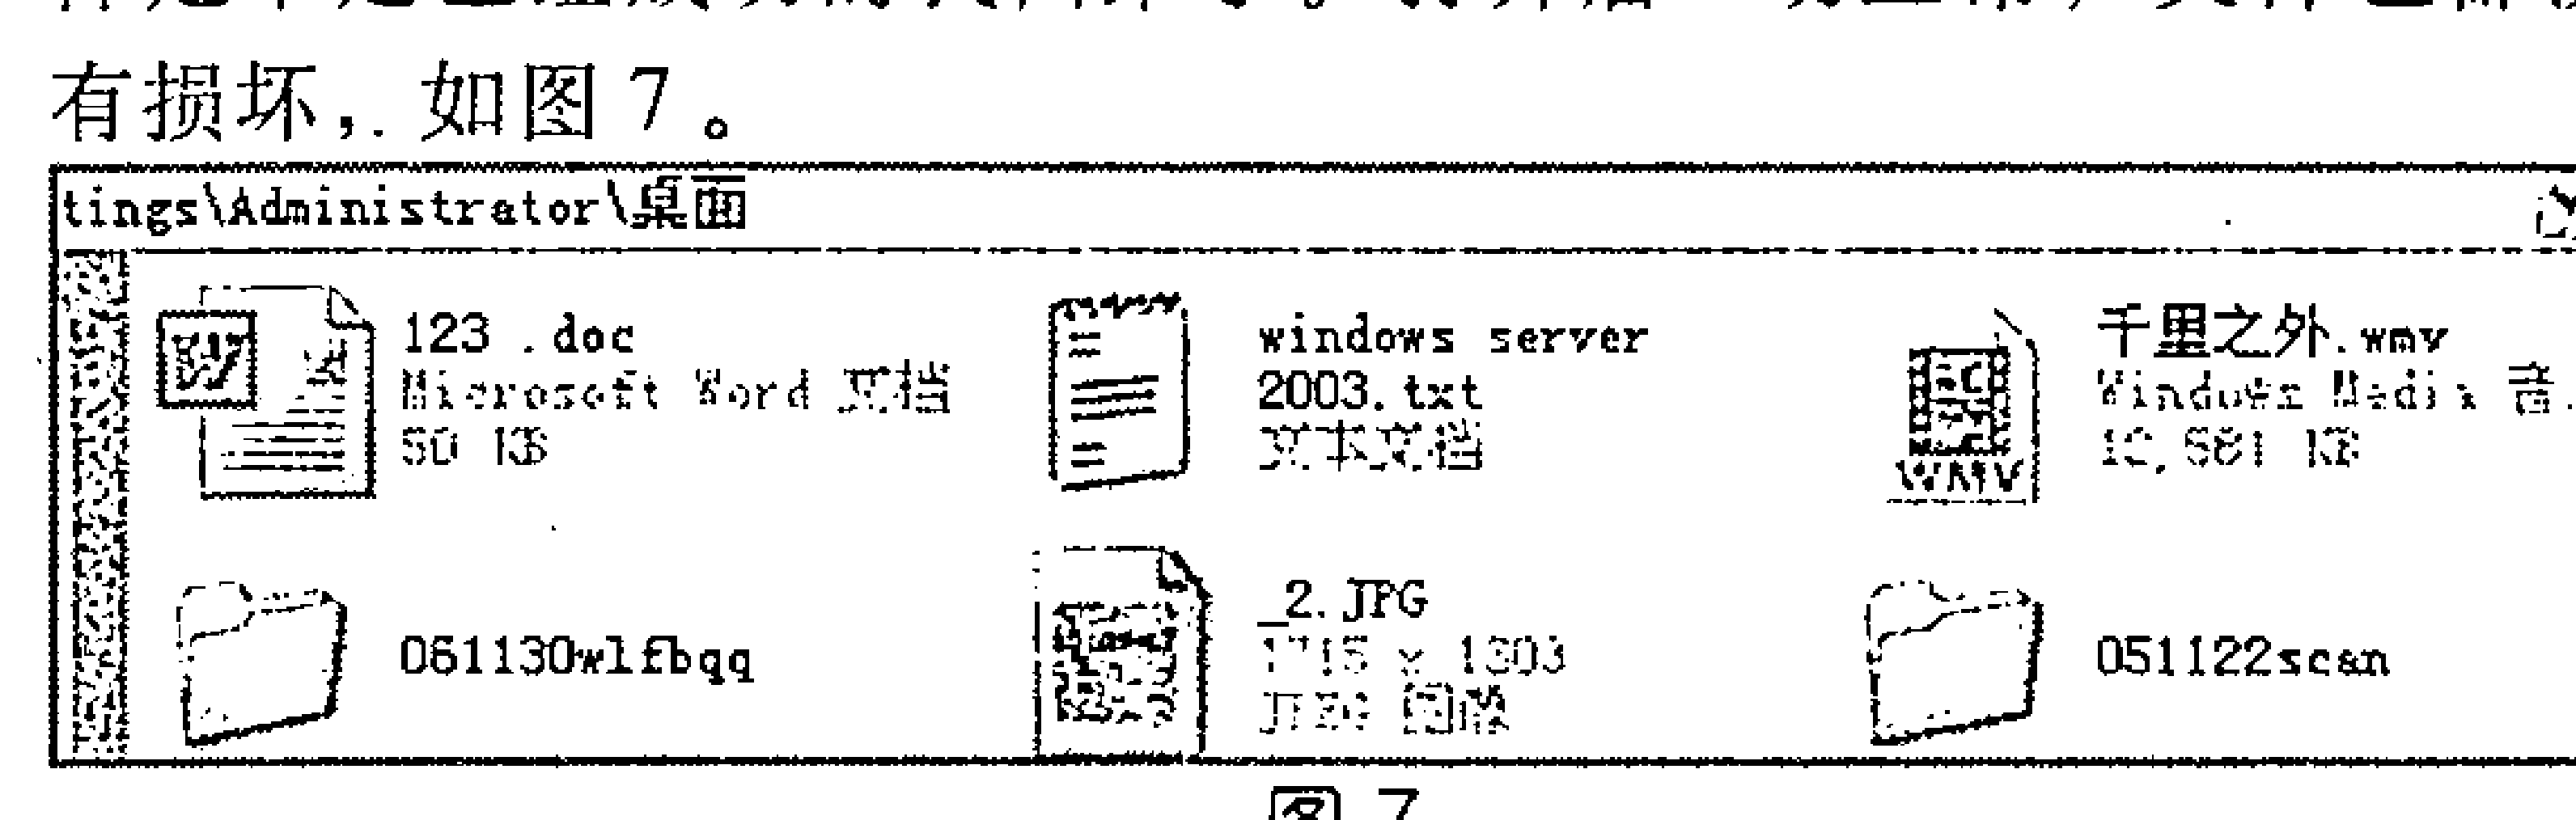 有损坏,. 如图 7 。
tings\Administrator\桌面
123 .doc
Microsoft Word 文档
50 KB
windows server
2003.txt
文本文档
千里之外.wmv
Windows Media 音.
KB
WMV
061130wlfbqq
_2.JPG
JPEG 图像
051122scan
图 7